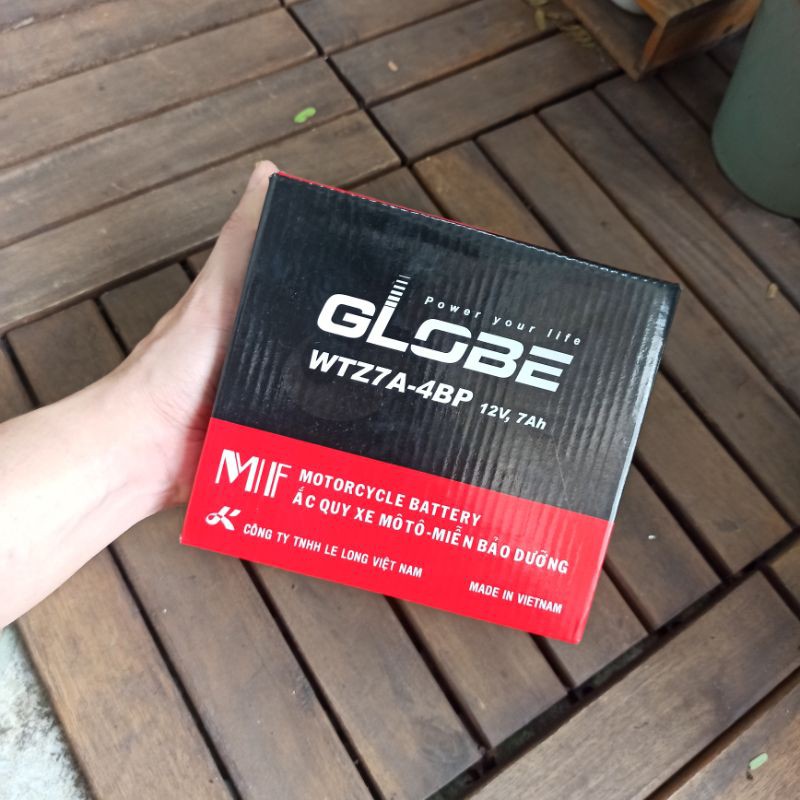 Power your life
GLOBE
WTZ7A-4BP 12V, 7Ah
MF MOTORCYCLE BATTERY
ẮC QUY XE MÔTÔ-MIỄN BẢO DƯỠNG
CÔNG TY TNHH LE LONG VIỆT NAM
MADE IN VIETNAM